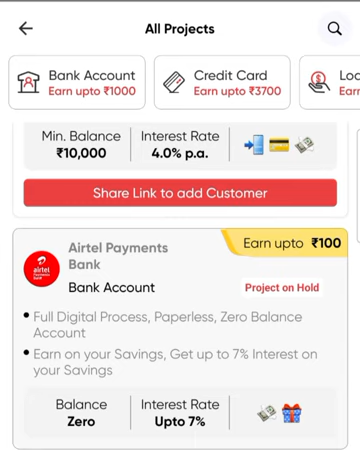 All Projects
Bank Account
Earn upto ₹1000
Credit Card
Earn upto ₹3700
Loa
Earn
Min. Balance
₹10,000
Interest Rate
4.0% p.a.
Share Link to add Customer
Earn upto ₹100
airtel
Airtel Payments
Bank
Bank Account
Project on Hold
Full Digital Process, Paperless, Zero Balance
Account
Earn on your Savings, Get up to 7% Interest on
your Savings
Balance
Zero
Interest Rate
Upto 7%